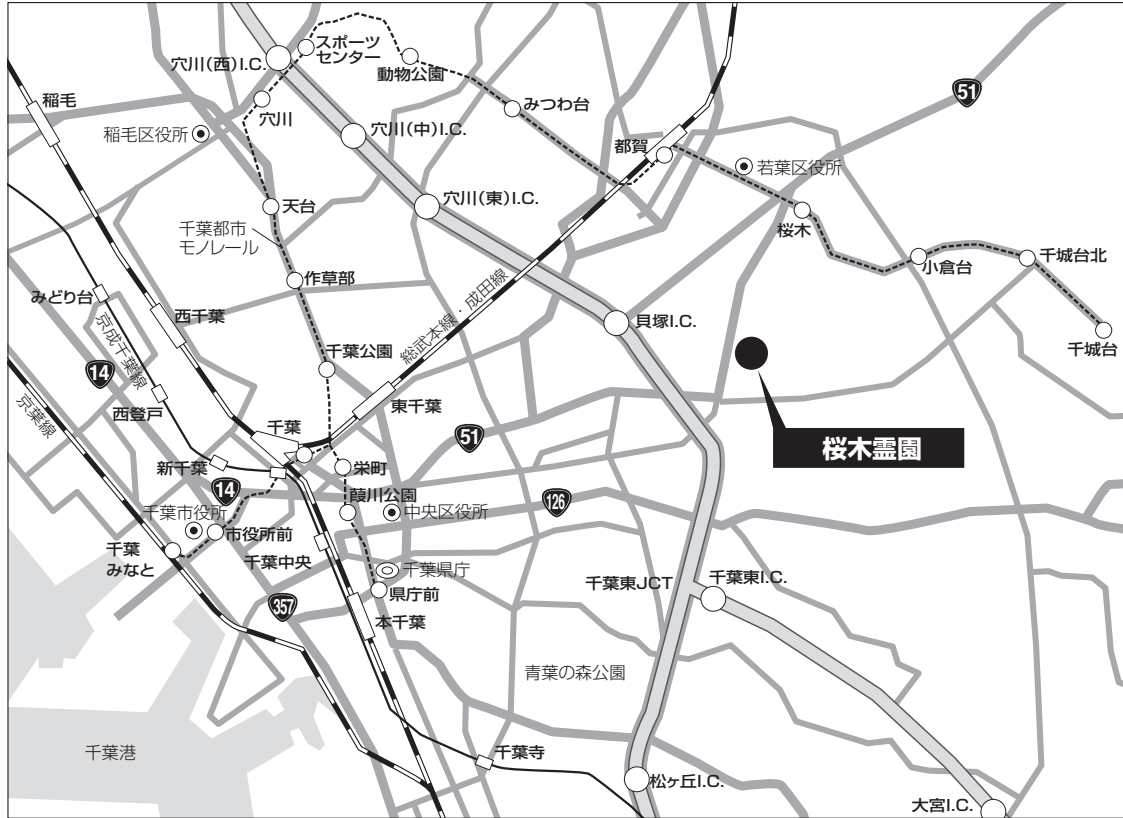 スポーツ
センター
穴川(西)I.C.
動物公園
51
稲毛
穴川
みつわ台
稲毛区役所
穴川(中)I.C.
都賀
若葉区役所
天台
穴川(東)I.C.
桜木
千葉都市
モノレール
小倉台
千城台北
作草部
みどり台
西千葉
総武本線・成田線
貝塚I.C.
千城台
京成千葉線
千葉公園
14
京葉線
西登戸
東千葉
千葉
51
桜木霊園
新千葉
栄町
14
葭川公園
126
千葉市役所
中央区役所
市役所前
千葉
みなと
千葉中央
千葉県庁
千葉東JCT
千葉東I.C.
県庁前
357
本千葉
青葉の森公園
千葉港
千葉寺
松ヶ丘I.C.
大宮I.C.